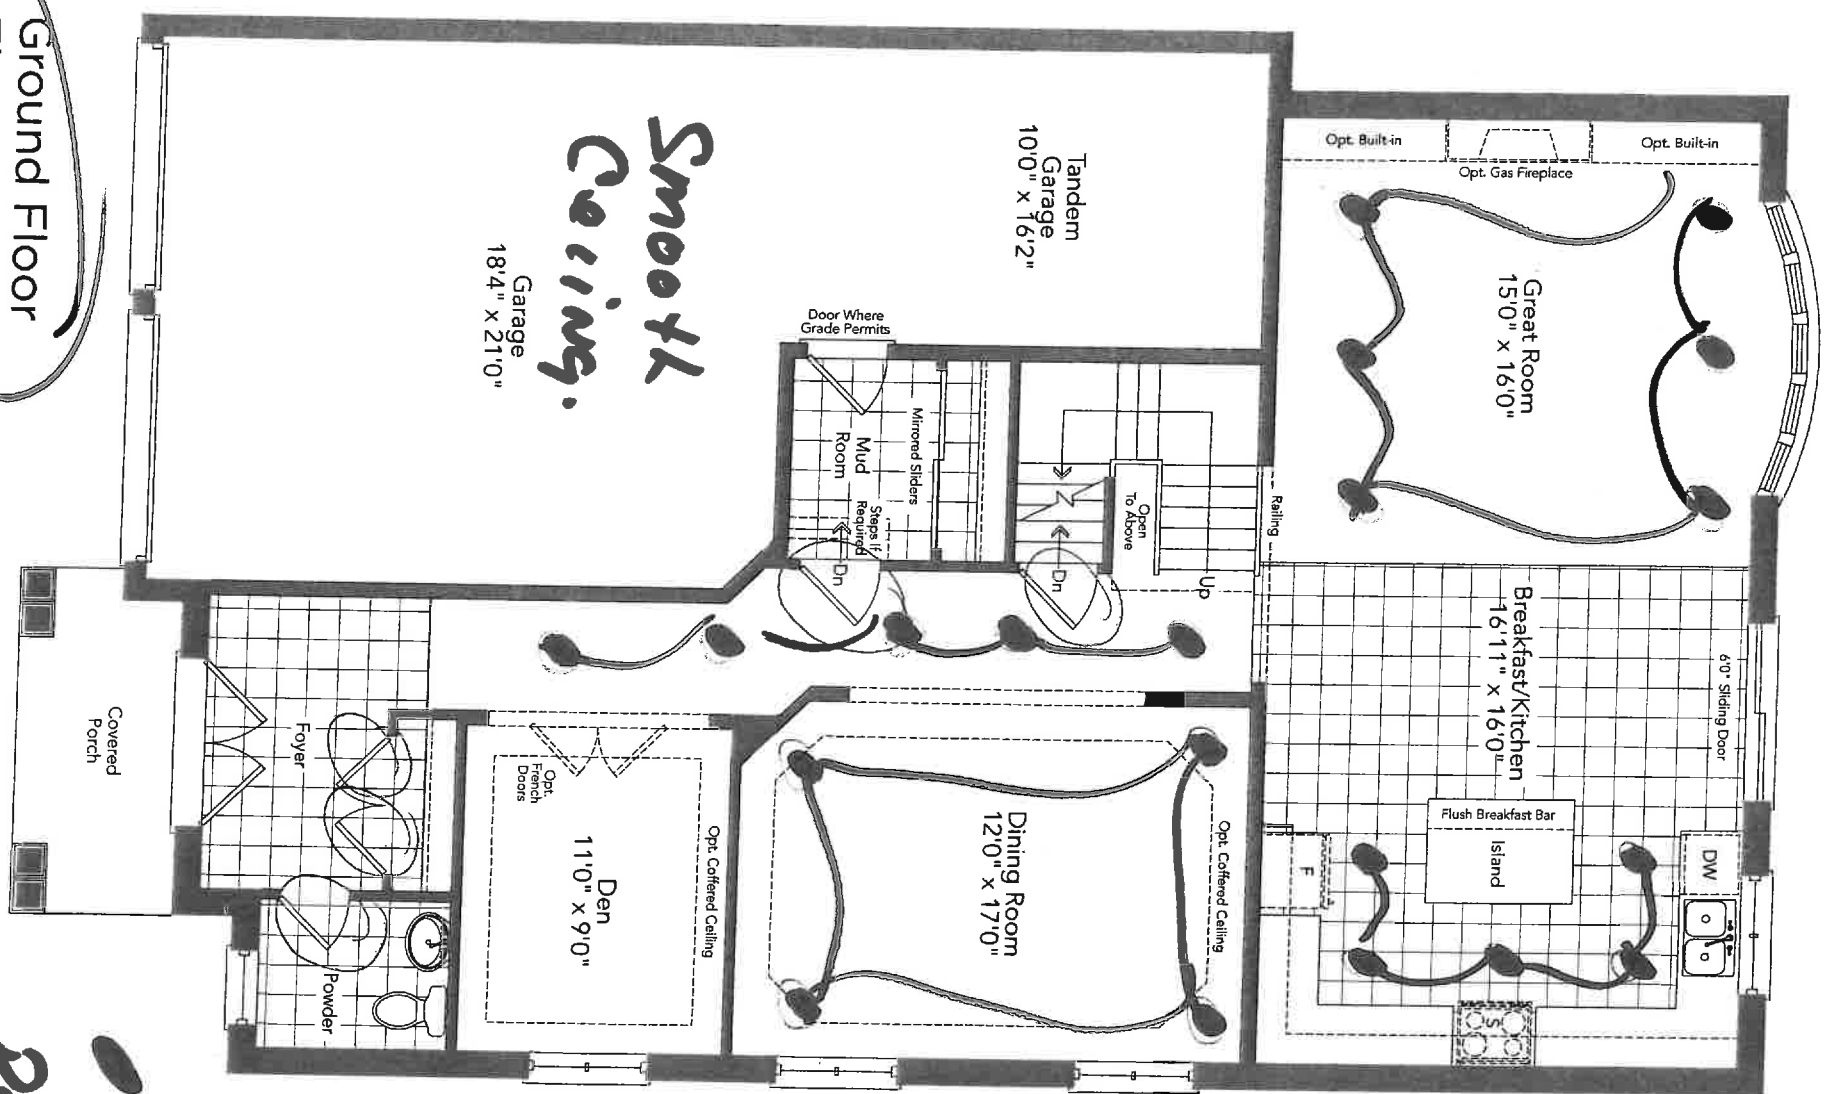 Ground Floor
Smooth
Ceiling.
Tandem
Garage
10'0" x 16'2"
Garage
18'4" x 21'0"
Door Where
Grade Permits
Mud
Room
Mirrored Sliders
Steps If
Required
Dn
Open
To Above
Dn
Up
Railing
Opt. Built-in
Opt. Gas Fireplace
Opt. Built-in
Great Room
15'0" x 16'0"
Breakfast/Kitchen
16'11" x 16'0"
6'0" Sliding Door
Flush Breakfast Bar
Island
DW
F
S
Dining Room
12'0" x 17'0"
Opt. Coffered Ceiling
Den
11'0" x 9'0"
Opt. Coffered Ceiling
Opt.
French
Doors
Foyer
Powder
Covered
Porch